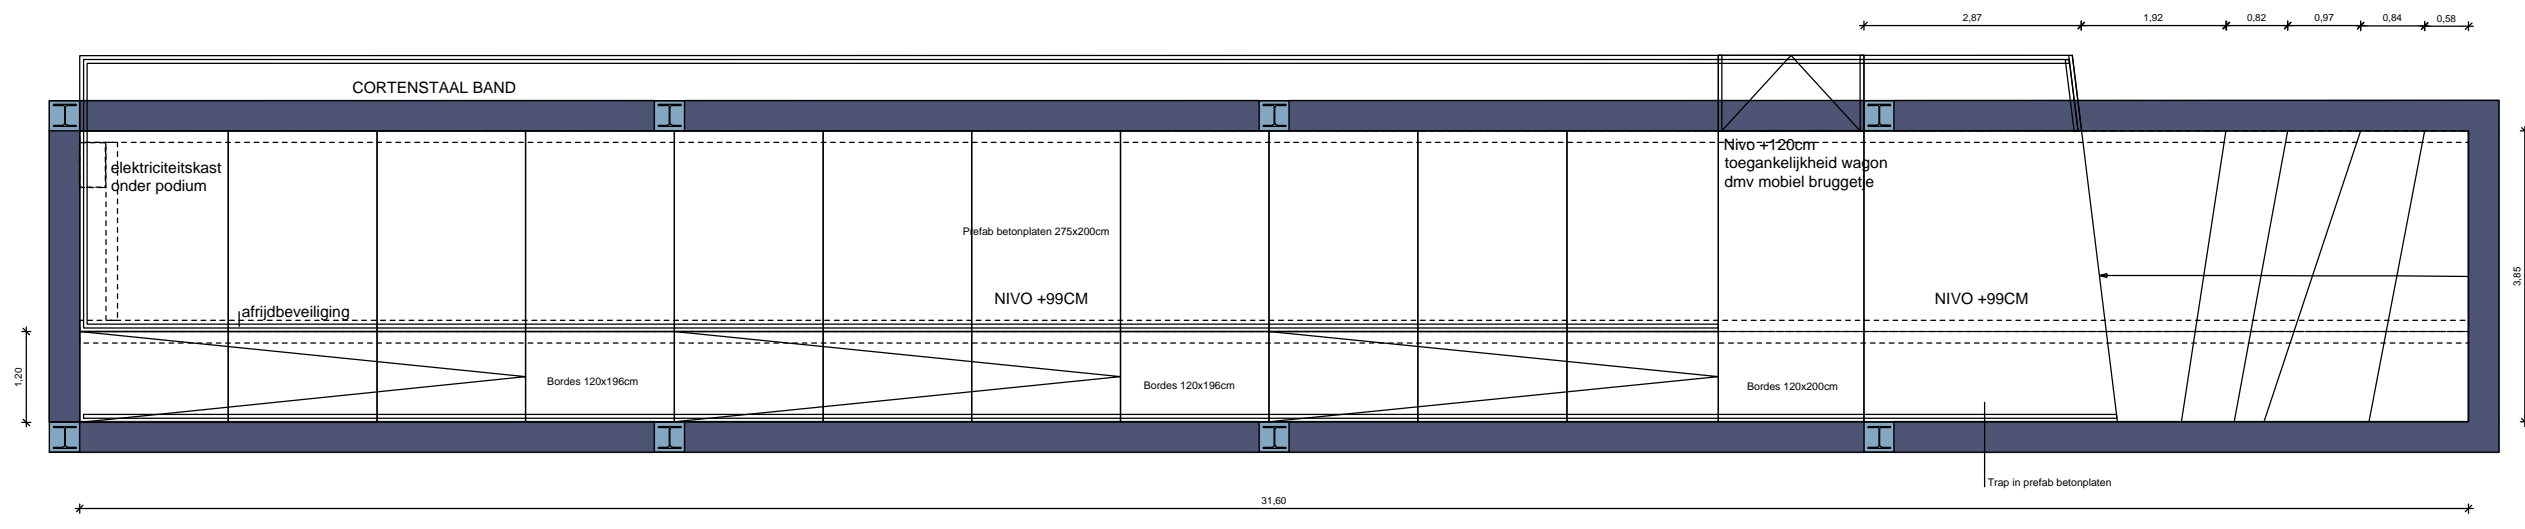 2,87
1,92
0,82
0,97
0,84
0,58
CORTENSTAAL BAND
elektriciteitskast
onder podium
Nivo +120cm
toegankelijkheid wagon
dmv mobiel bruggetje
Prefab betonplaten 275x200cm
NIVO +99CM
NIVO +99CM
3,85
afrijdbeveiliging
1,20
Bordes 120x196cm
Bordes 120x196cm
Bordes 120x200cm
Trap in prefab betonplaten
31,60